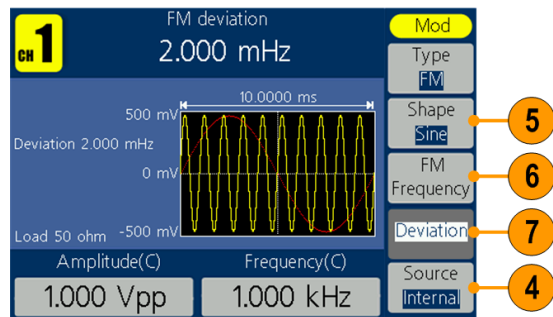 CH 1
FM deviation
2.000 mHz
Mod
Type
FM
10.0000 ms
500 mV
Deviation 2.000 mHz
0 mV
Load 50 ohm
-500 mV
Shape
Sine
5
FM
Frequency
6
Deviation
7
Source
Internal
4
Amplitude(C)
1.000 Vpp
Frequency(C)
1.000 kHz